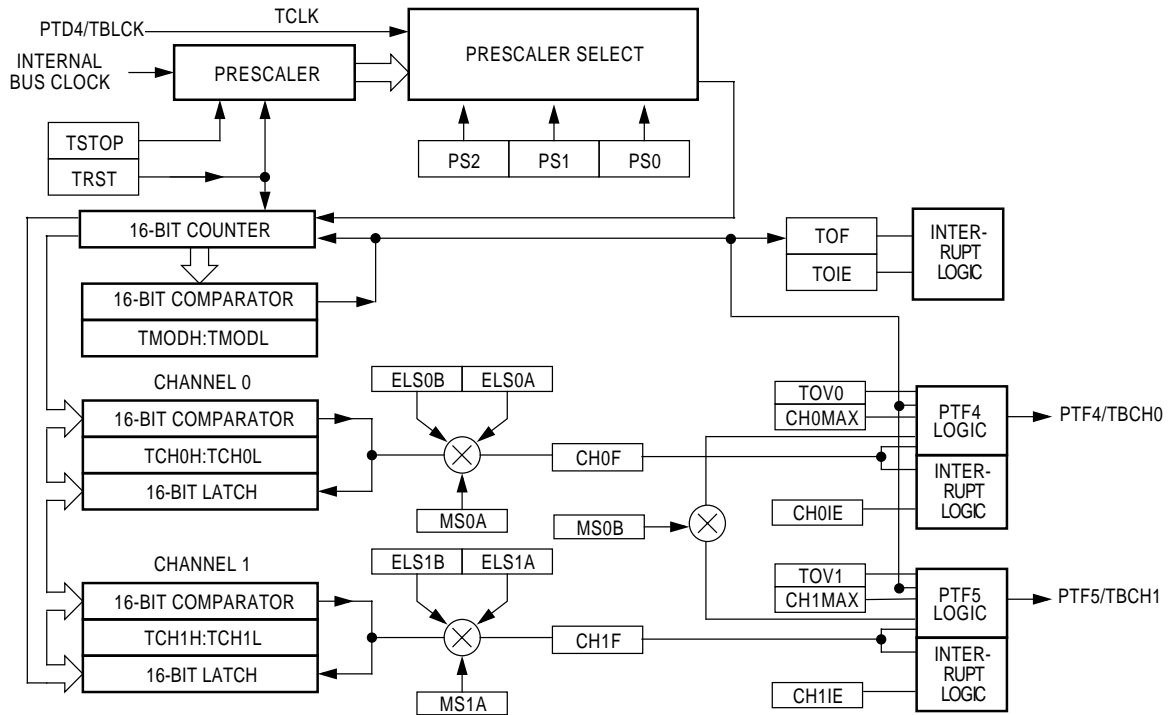 TCLK
PTD4/TBLCK
PRESCALER SELECT
INTERNAL
BUS CLOCK
PRESCALER
TSTOP
TRST
PS2
PS1
PS0
16-BIT COUNTER
TOF
TOIE
INTER-
RUPT
LOGIC
16-BIT COMPARATOR
TMODH:TMODL
CHANNEL 0
16-BIT COMPARATOR
TCH0H:TCH0L
16-BIT LATCH
ELS0B
ELS0A
MS0A
CH0F
MS0B
TOV0
CH0MAX
CH0IE
PTF4
LOGIC
INTER-
RUPT
LOGIC
PTF4/TBCH0
CHANNEL 1
16-BIT COMPARATOR
TCH1H:TCH1L
16-BIT LATCH
ELS1B
ELS1A
MS1A
CH1F
TOV1
CH1MAX
CH1IE
PTF5
LOGIC
INTER-
RUPT
LOGIC
PTF5/TBCH1